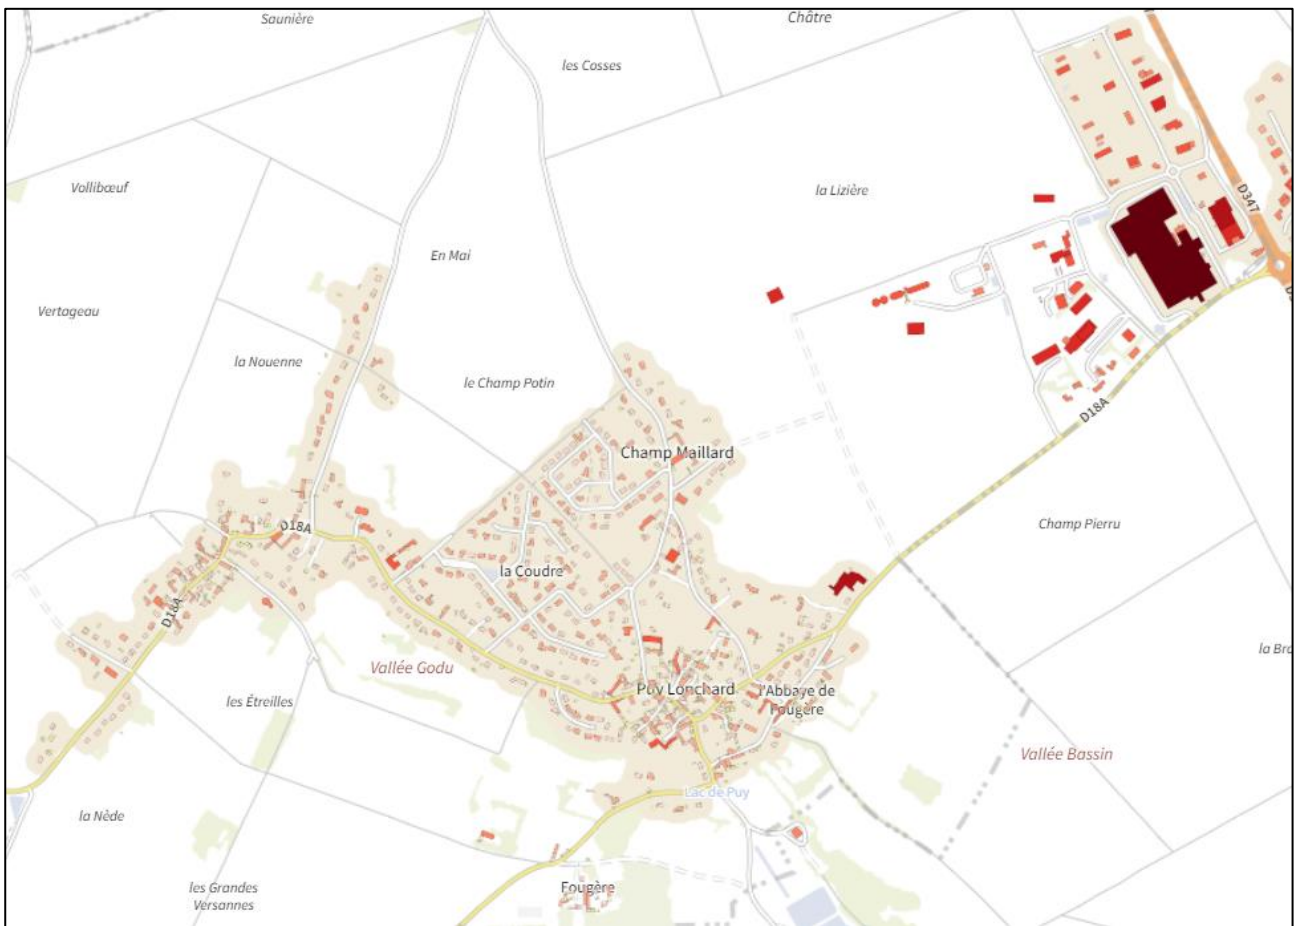 Saunière
Châtre
les Cosses
Vollibœuf
la Lizière
D347
En Mai
Vertageau
la Nouenne
le Champ Potin
D18A
Champ Maillard
D18A
Champ Pierru
la Coudre
D18A
la Bro
Vallée Godu
Puy Lonchard
l'Abbaye de
Fougère
les Étreilles
Vallée Bassin
Lac de Puy
la Nède
les Grandes
Versannes
Fougère